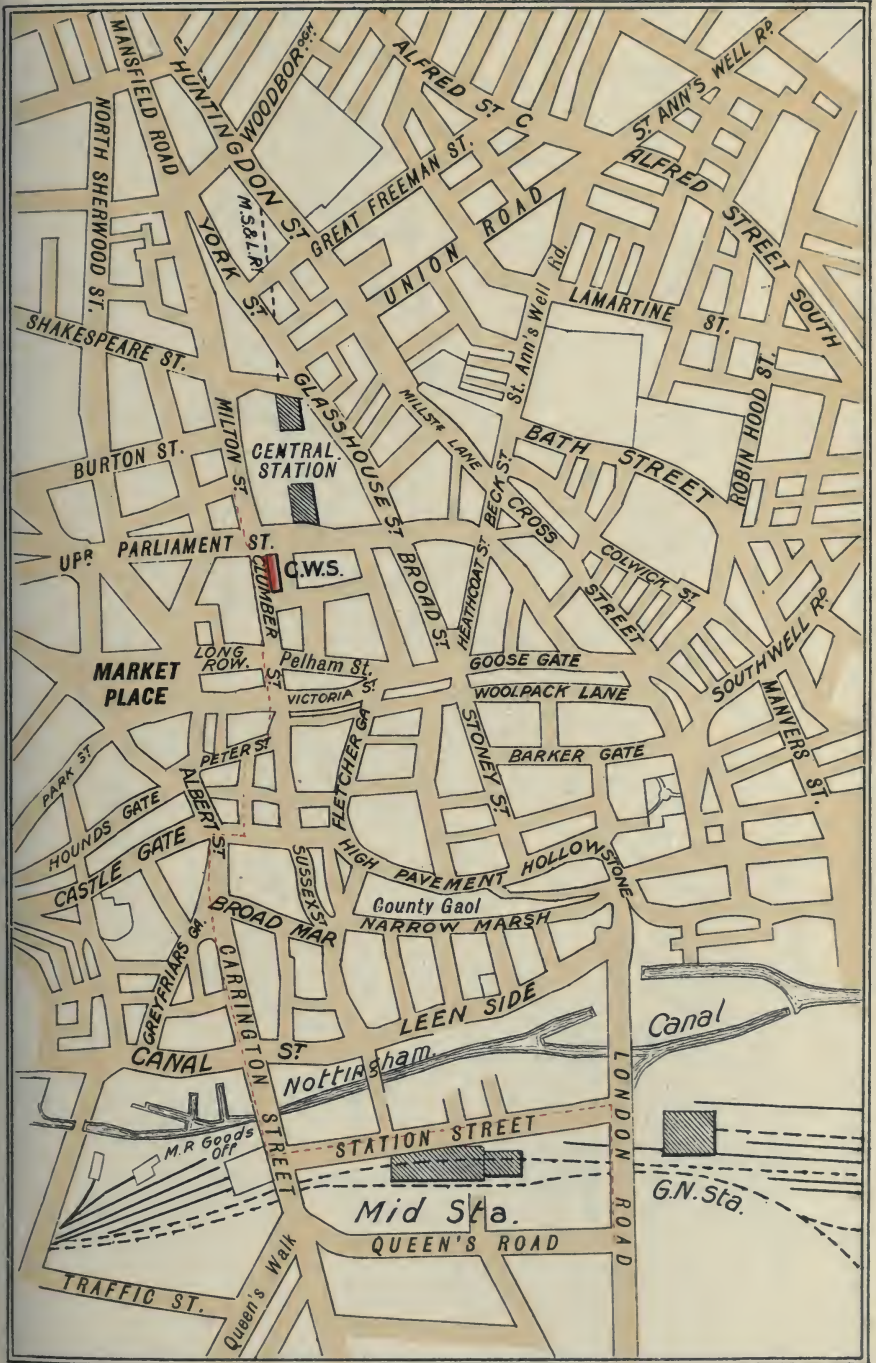 MANSFIELD ROAD
HUNTINGDON ST.
WOODBOROGH
ALFRED ST C
ST ANN'S WELL RD
NORTH SHERWOOD ST.
M.S.& L.RY
YORK ST
GREAT FREEMAN ST.
UNION ROAD
ALFRED STREET SOUTH
St. Ann's Well Rd.
LAMARTINE ST.
SHAKESPEARE ST.
GLASSHOUSE ST
MILTON ST.
CENTRAL
STATION
LANE
BATH STREET
ROBIN HOOD ST.
BURTON ST.
BECK ST.
CROSS STREET
UPR PARLIAMENT ST.
C.W.S.
CLUMBER ST.
BROAD ST
HEATHCOAT ST.
COLWICK ST
LONG
ROW.
Pelham St.
GOOSE GATE
SOUTHWELL RD
MARKET
PLACE
VICTORIA ST
WOOLPACK LANE
MANVERS ST.
PETER ST
FLETCHER GA
STONEY ST.
BARKER GATE
PARK ST
ALBERT ST
HOUNDS GATE
CASTLE GATE
SUSSEX ST
HIGH PAVEMENT
HOLLOWSTONE
County Gaol
BROAD MAR
NARROW MARSH
GREYFRIARS GA.
CARRINGTON STREET
LEEN SIDE
CANAL ST
Nottingham
Canal
LONDON ROAD
M.R Goods
Off
STATION STREET
Mid Sta.
G.N. Sta.
QUEEN'S ROAD
TRAFFIC ST.
Queen's Walk